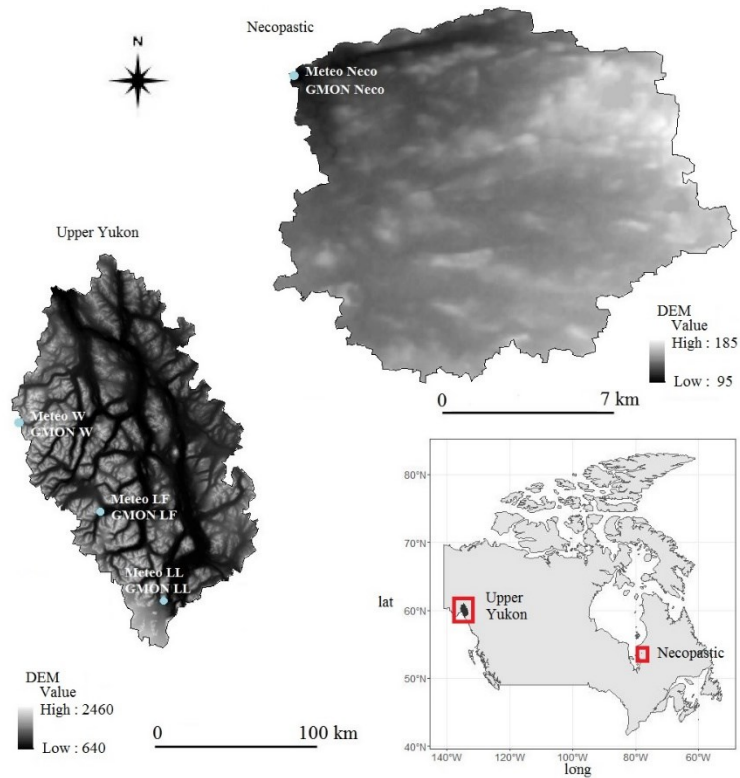 Necopastic
N
Meteo Neco
GMON Neco
DEM
Value
High : 185
Low : 95
0 7 km
Upper Yukon
Meteo W
GMON W
Meteo LF
GMON LF
Meteo LL
GMON LL
DEM
Value
High : 2460
Low : 640
0 100 km
80°N
70°N
60°N
50°N
40°N
lat
Upper
Yukon
Necopastic
140°W 120°W 100°W 80°W 60°W
long